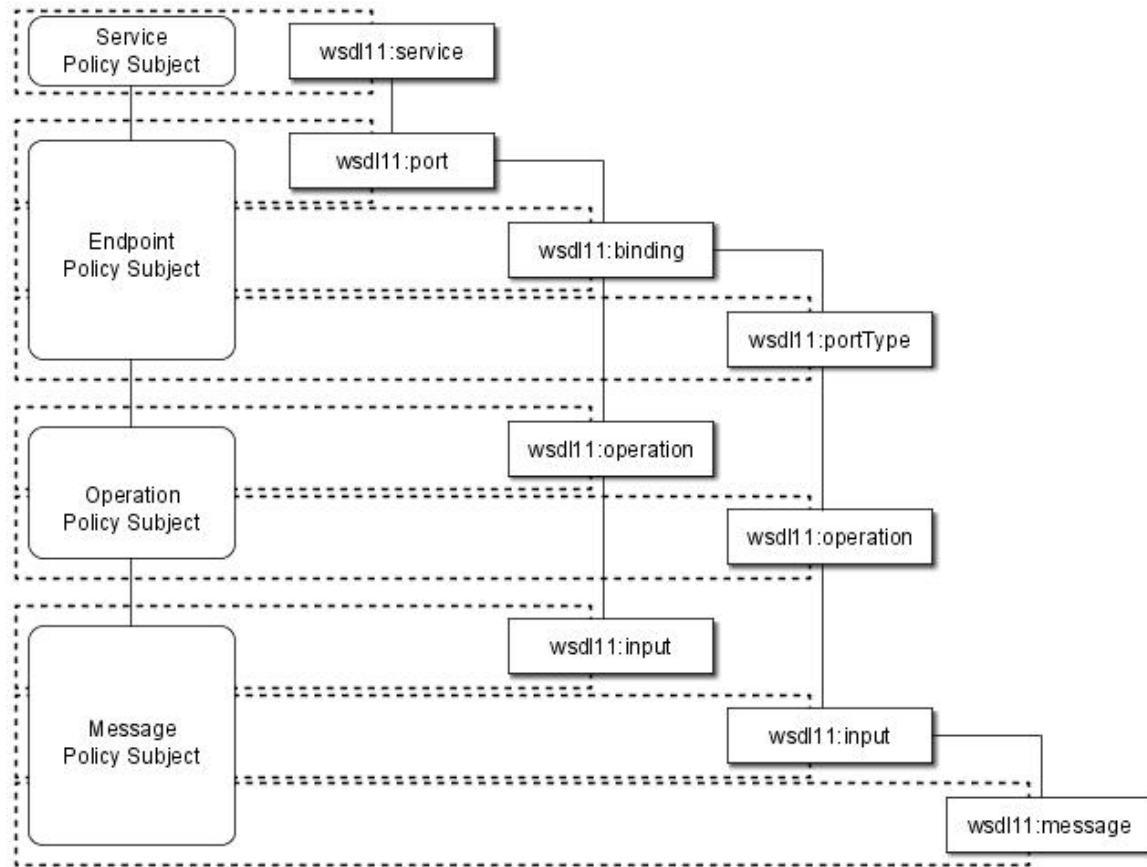 Service
Policy Subject
wsdl11:service
wsdl11:port
Endpoint
Policy Subject
wsdl11:binding
wsdl11:portType
wsdl11:operation
Operation
Policy Subject
wsdl11:operation
wsdl11:input
Message
Policy Subject
wsdl11:input
wsdl11:message